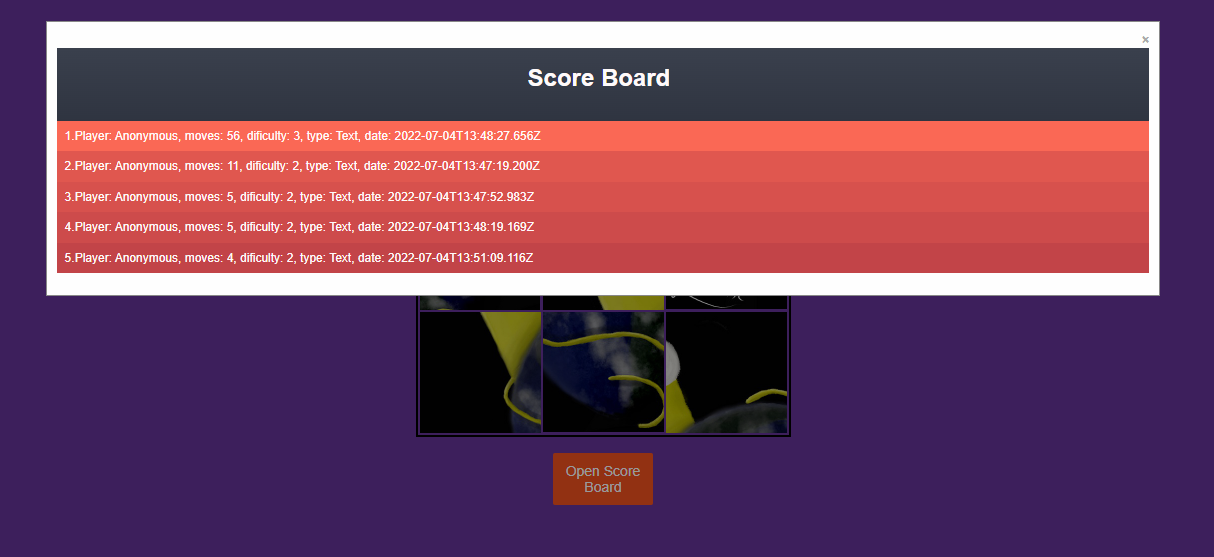 ×
Score Board
1.Player: Anonymous, moves: 56, dificulty: 3, type: Text, date: 2022-07-04T13:48:27.656Z
2.Player: Anonymous, moves: 11, dificulty: 2, type: Text, date: 2022-07-04T13:47:19.200Z
3.Player: Anonymous, moves: 5, dificulty: 2, type: Text, date: 2022-07-04T13:47:52.983Z
4.Player: Anonymous, moves: 5, dificulty: 2, type: Text, date: 2022-07-04T13:48:19.169Z
5.Player: Anonymous, moves: 4, dificulty: 2, type: Text, date: 2022-07-04T13:51:09.116Z
Open Score
Board